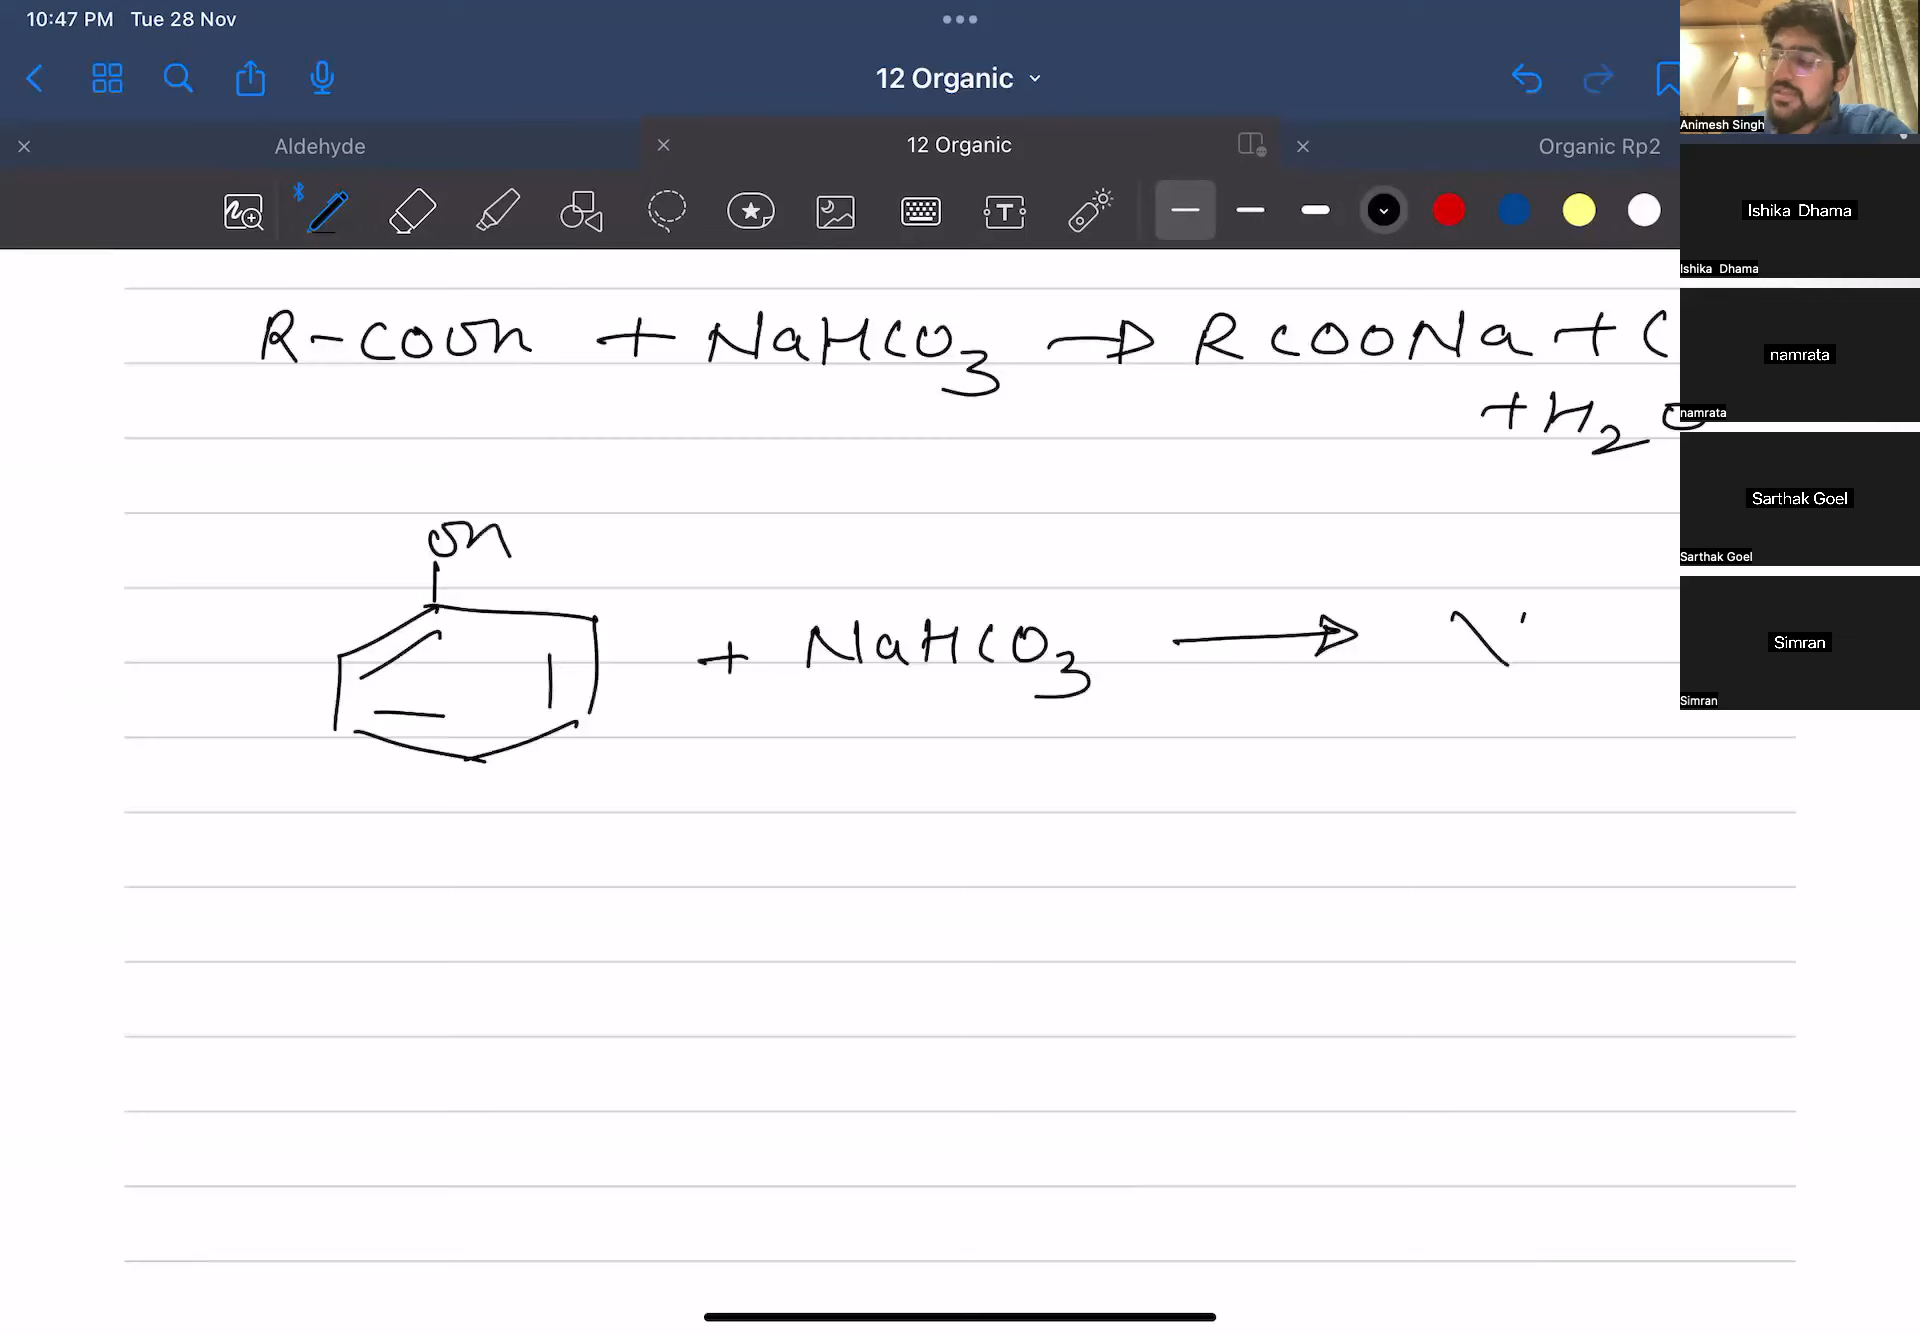 10:47 PM Tue 28 Nov
12 Organic
Aldehyde
12 Organic
Organic Rp2
T
Animesh Singh
Ishika Dhama
Ishika Dhama
namrata
namrata
Sarthak Goel
Sarthak Goel
Simran
Simran
R-COOH + NaHCO3 → RCOONa + C
+ H2O
OH
+ NaHCO3 →